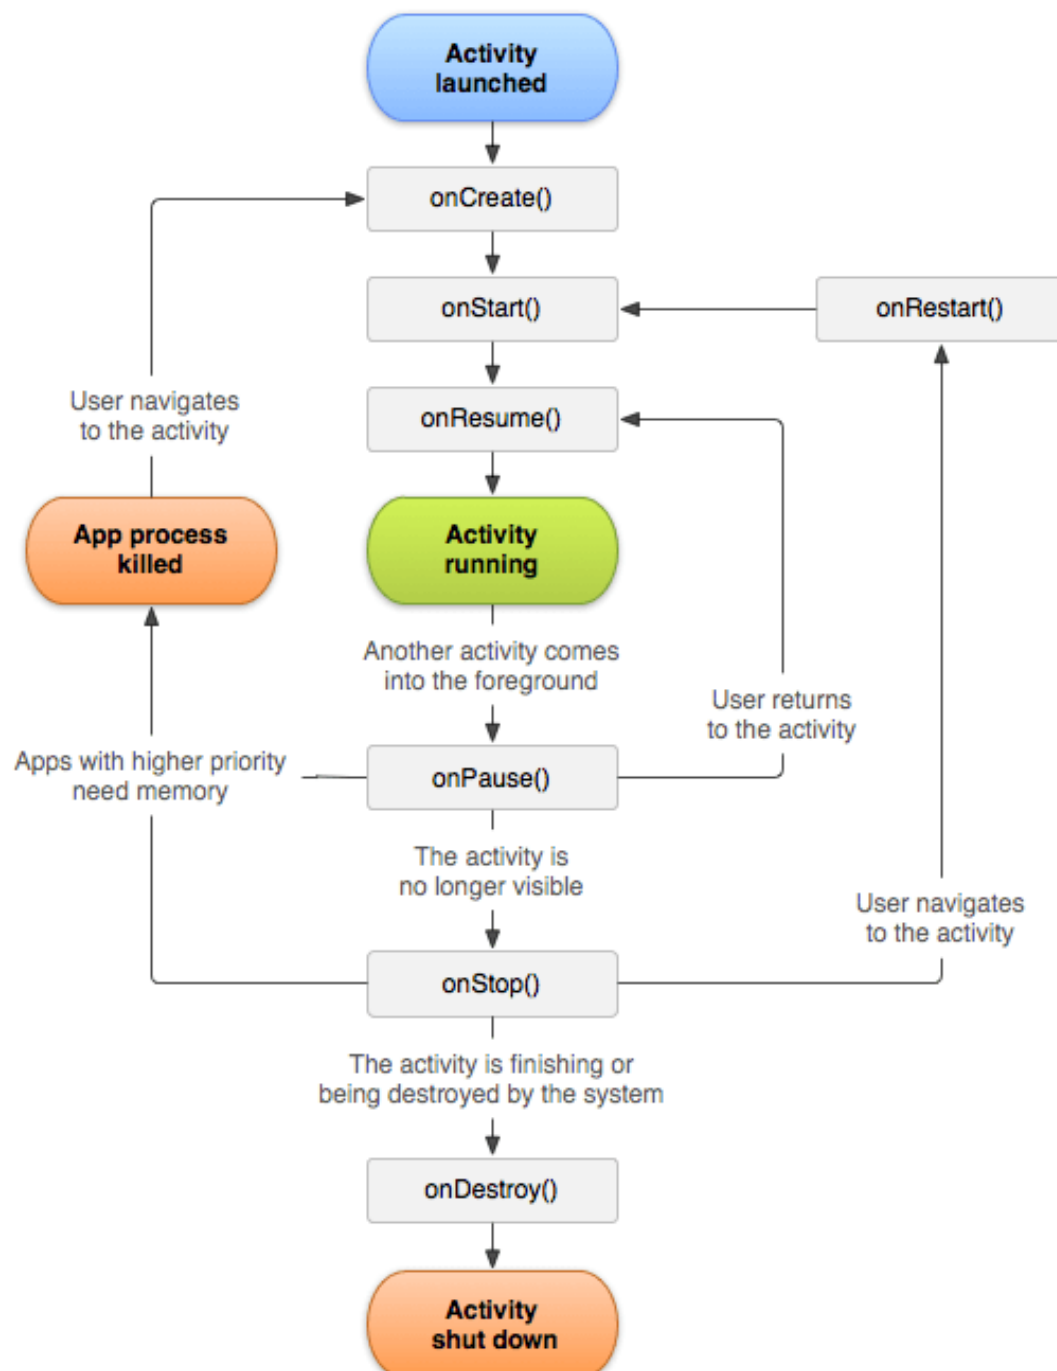 Activity
launched
onCreate()
onStart()
onRestart()
User navigates
to the activity
onResume()
App process
killed
Activity
running
Another activity comes
into the foreground
User returns
to the activity
Apps with higher priority
need memory
onPause()
The activity is
no longer visible
User navigates
to the activity
onStop()
The activity is finishing or
being destroyed by the system
onDestroy()
Activity
shut down